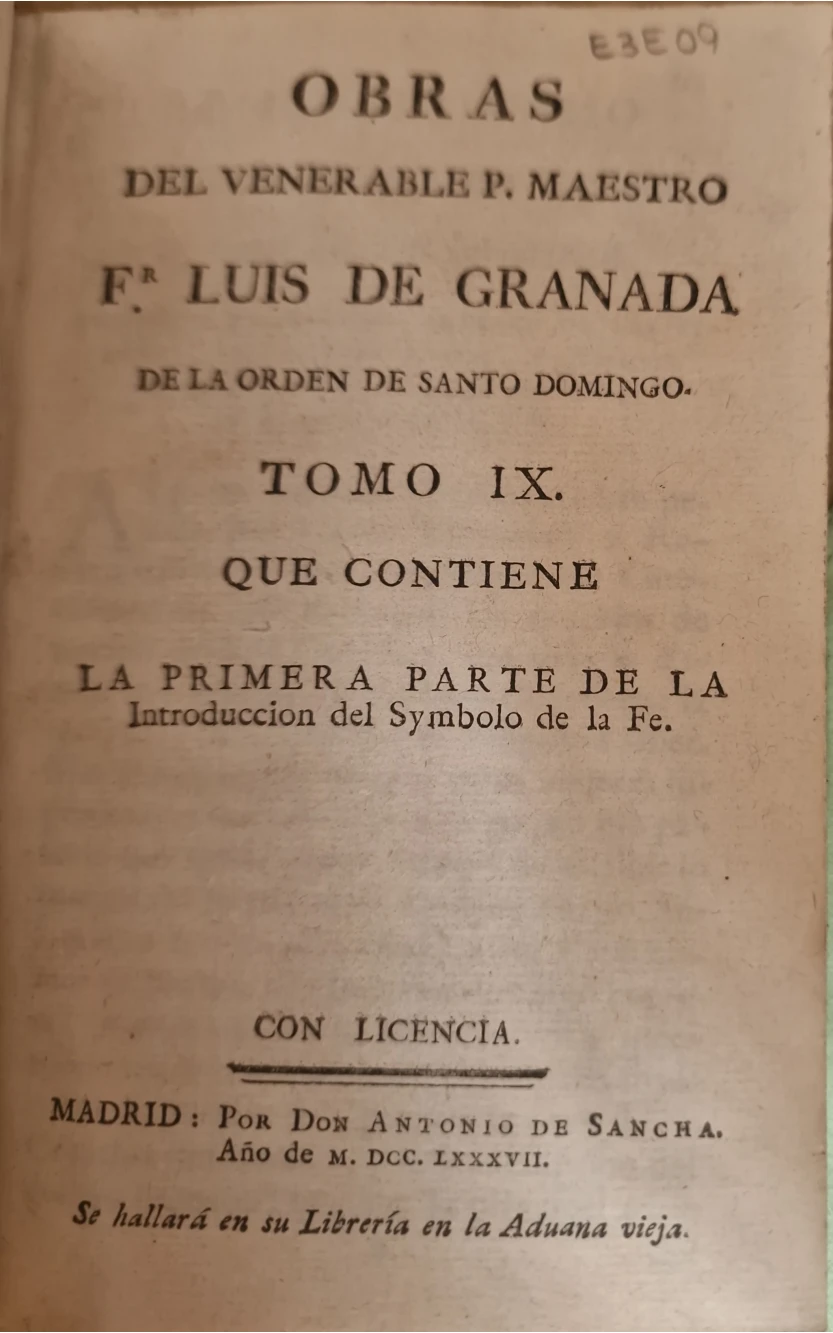 E3E09
OBRAS
DEL VENERABLE P. MAESTRO
F.R LUIS DE GRANADA
DE LA ORDEN DE SANTO DOMINGO.
TOMO IX.
QUE CONTIENE
LA PRIMERA PARTE DE LA
Introduccion del Symbolo de la Fe.
CON LICENCIA.
MADRID: POR DON ANTONIO DE SANCHA.
Año de M. DCC. LXXXVII.
Se hallará en su Librería en la Aduana vieja.